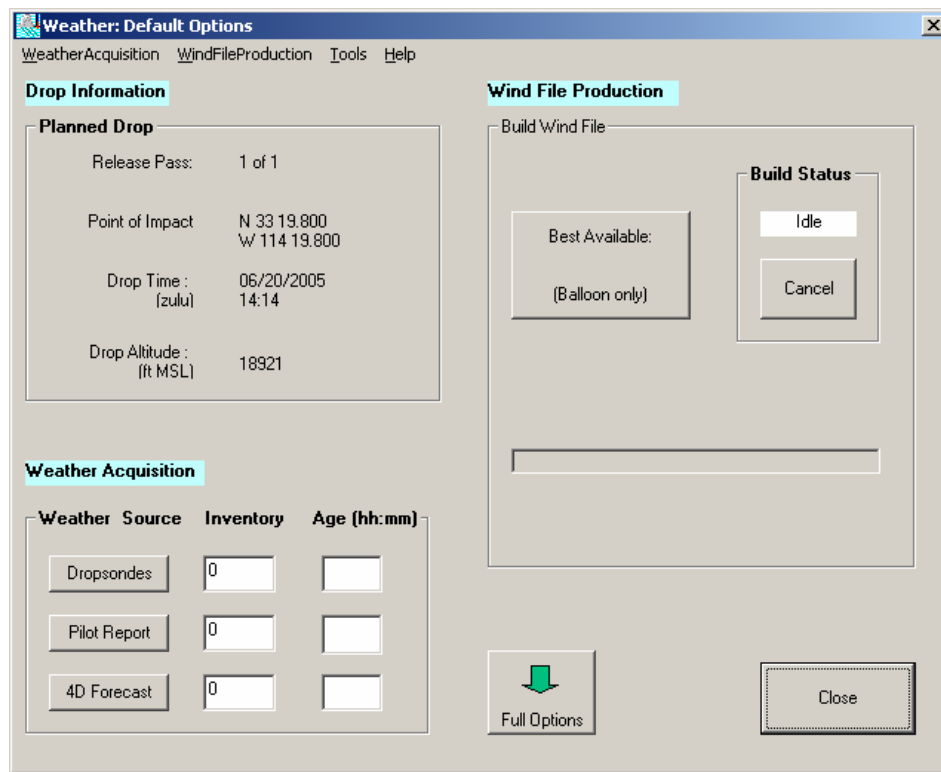 Weather: Default Options
WeatherAcquisition WindFileProduction Tools Help
Drop Information
Planned Drop
Release Pass: 1 of 1
Point of Impact N 33 19.800
W 114 19.800
Drop Time : 06/20/2005
(zulu) 14:14
Drop Altitude :
(ft MSL) 18921
Weather Acquisition
Weather Source Inventory Age (hh:mm)
Dropsondes 0
Pilot Report 0
4D Forecast 0
Wind File Production
Build Wind File
Build Status
Best Available:
(Balloon only)
Idle
Cancel
Full Options
Close